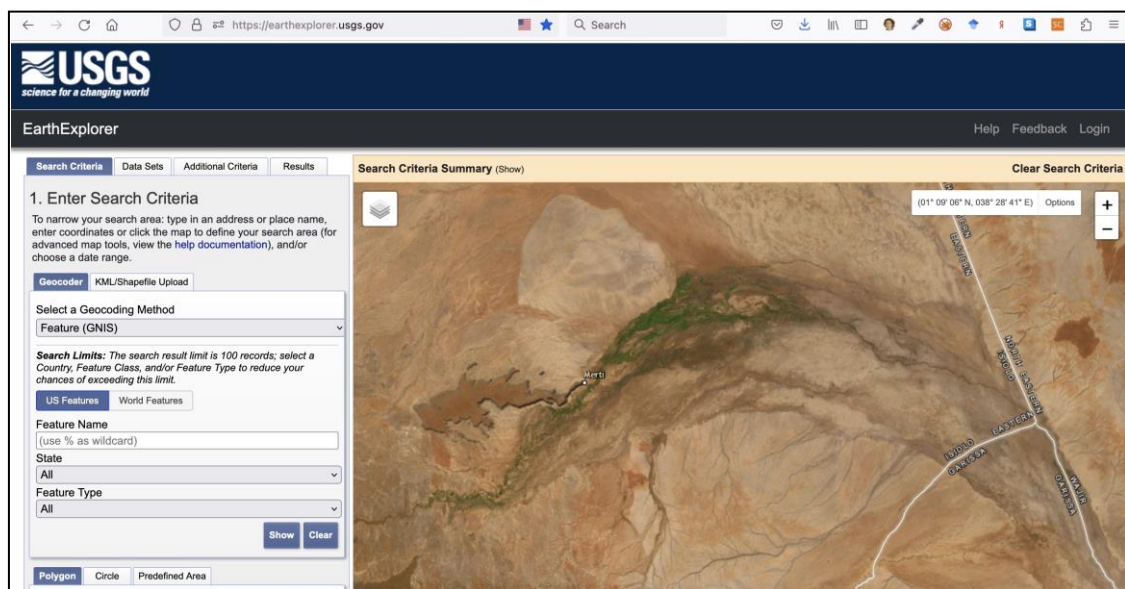 https://earthexplorer.usgs.gov
Search
USGS
science for a changing world
EarthExplorer
Help Feedback Login
Search Criteria Data Sets Additional Criteria Results
1. Enter Search Criteria
To narrow your search area: type in an address or place name,
enter coordinates or click the map to define your search area (for
advanced map tools, view the help documentation), and/or
choose a date range.
Geocoder KML/Shapefile Upload
Select a Geocoding Method
Feature (GNIS)
Search Limits: The search result limit is 100 records; select a
Country, Feature Class, and/or Feature Type to reduce your
chances of exceeding this limit.
US Features World Features
Feature Name
(use % as wildcard)
State
All
Feature Type
All
Show Clear
Polygon Circle Predefined Area
Search Criteria Summary (Show)
Clear Search Criteria
(01° 09' 06" N, 038° 28' 41" E) Options
+
−
EASTERN
Merti
NORTH EASTERN
ISIOLO
ISIOLO EASTERN
GARISSA
WAJIR
GARISSA